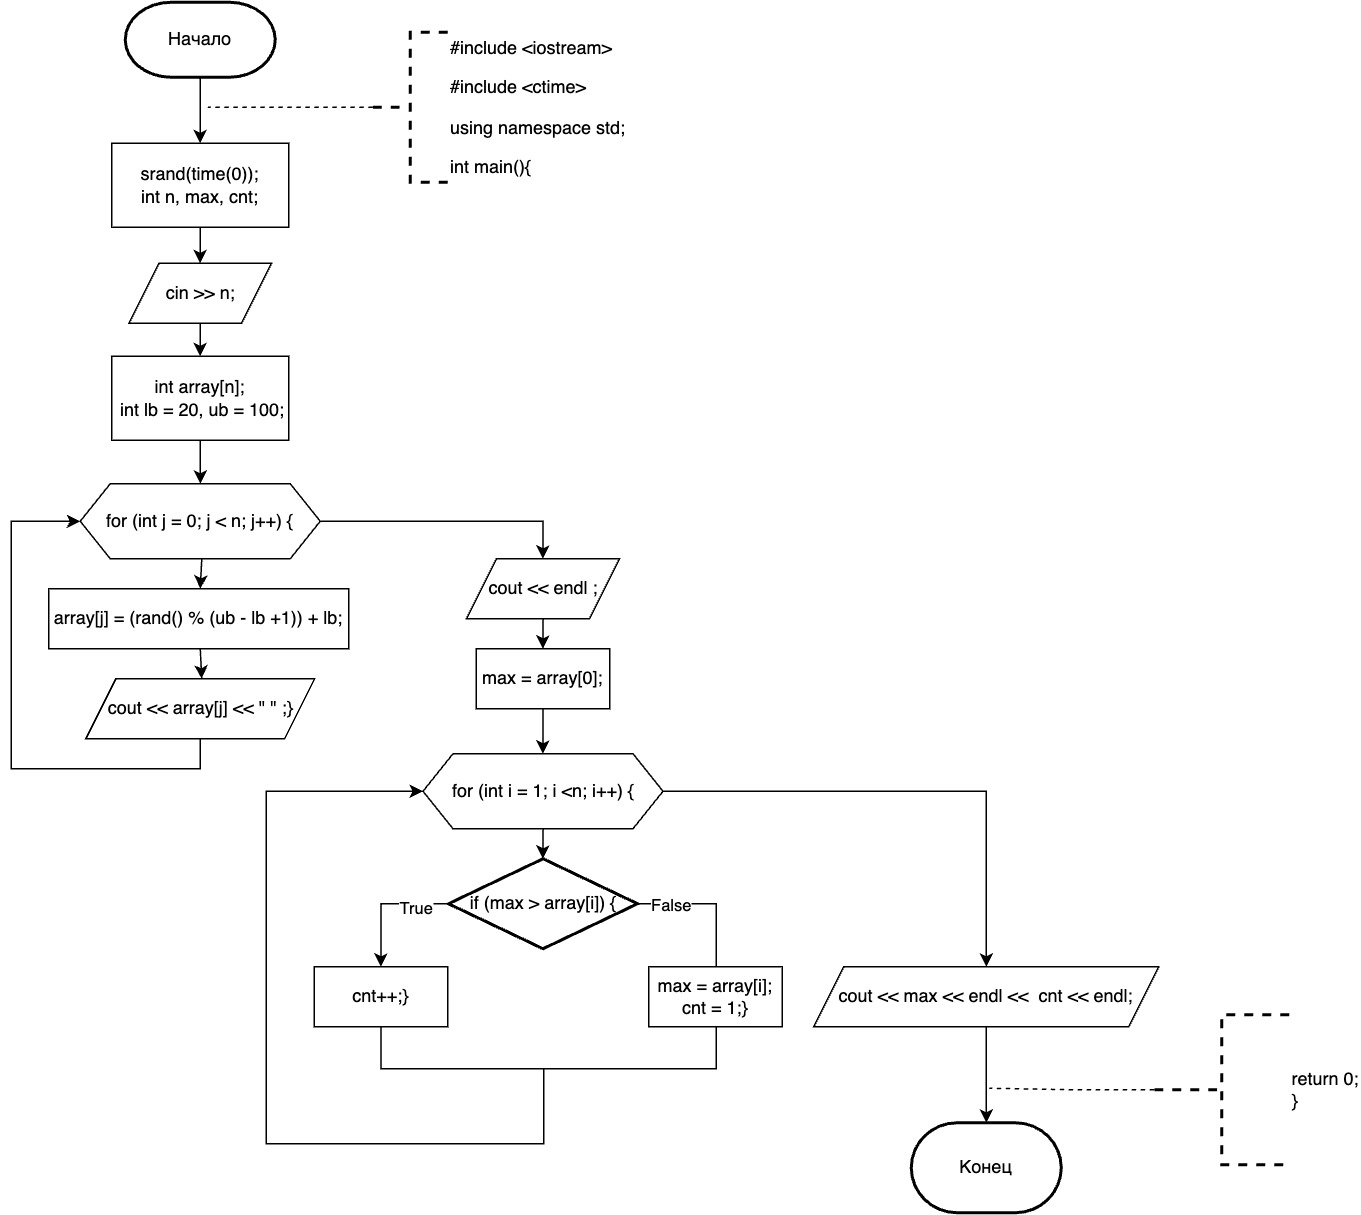 Начало
#include <iostream>
#include <ctime>
using namespace std;
int main(){
srand(time(0));
int n, max, cnt;
cin >> n;
int array[n];
int lb = 20, ub = 100;
for (int j = 0; j < n; j++) {
array[j] = (rand() % (ub - lb +1)) + lb;
cout << array[j] << " " ;}
cout << endl ;
max = array[0];
for (int i = 1; i <n; i++) {
if (max > array[i]) {
True
False
cnt++;}
max = array[i];
cnt = 1;}
cout << max << endl <<  cnt << endl;
return 0;
}
Конец